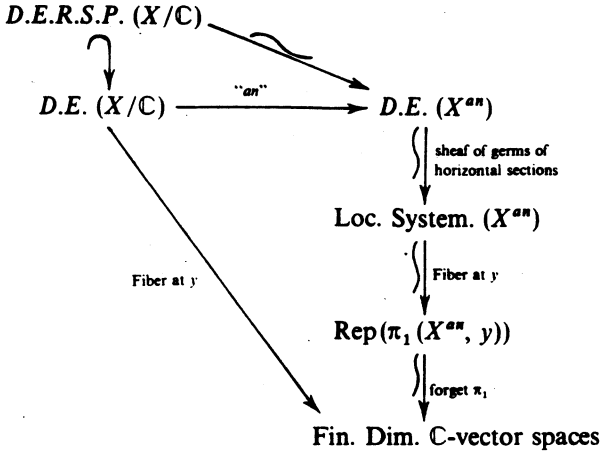 D.E.R.S.P. (X/ℂ)
D.E. (X/ℂ) "an" D.E. (X^an)
sheaf of germs of
horizontal sections
Loc. System. (X^an)
Fiber at y Fiber at y
Rep(π₁(X^an, y))
forget π₁
Fin. Dim. ℂ-vector spaces